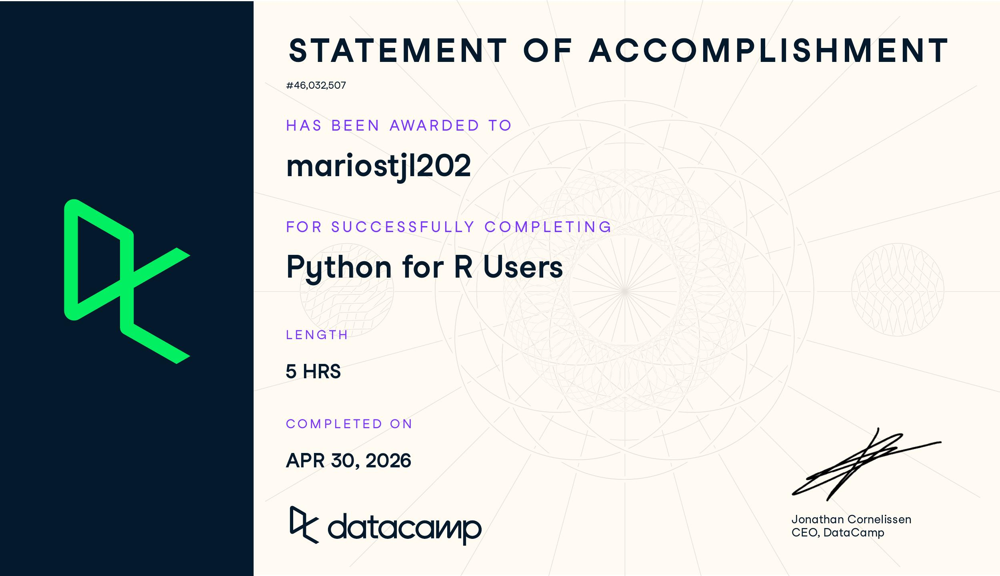 STATEMENT OF ACCOMPLISHMENT
#46,032,507
HAS BEEN AWARDED TO
mariostjl202
FOR SUCCESSFULLY COMPLETING
Python for R Users
LENGTH
5 HRS
COMPLETED ON
APR 30, 2026
datacamp
Jonathan Cornelissen
CEO, DataCamp